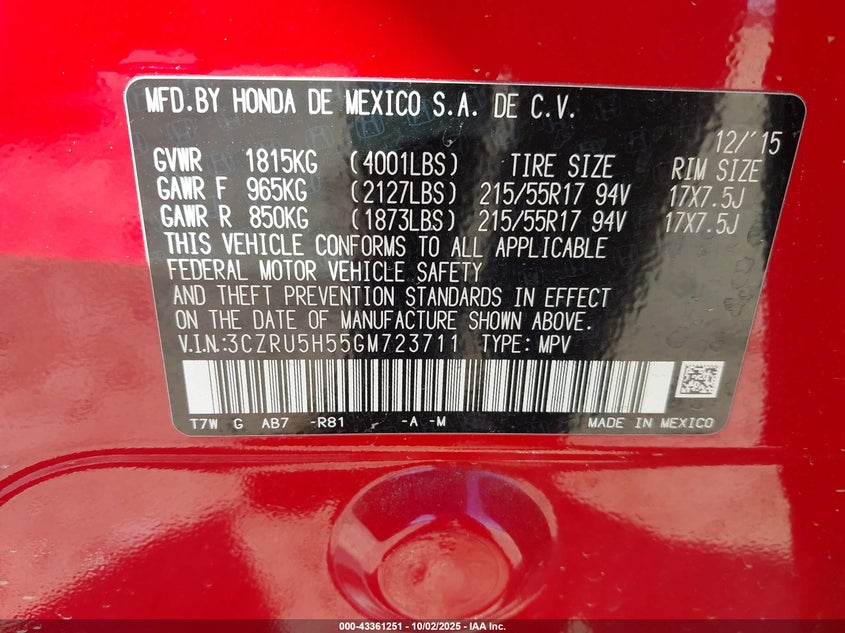 MFD.BY HONDA DE MEXICO S.A. DE C.V.
12/'15
GVWR 1815KG (4001LBS) TIRE SIZE RIM SIZE
GAWR F 965KG (2127LBS) 215/55R17 94V 17X7.5J
GAWR R 850KG (1873LBS) 215/55R17 94V 17X7.5J
THIS VEHICLE CONFORMS TO ALL APPLICABLE
FEDERAL MOTOR VEHICLE SAFETY
AND THEFT PREVENTION STANDARDS IN EFFECT
ON THE DATE OF MANUFACTUR SHOWN ABOVE.
V.I.N.:3CZRU5H55GM723711 TYPE: MPV
T7W G AB7 -R81 -A -M MADE IN MEXICO
000-43361251 - 10/02/2025 - IAA Inc.